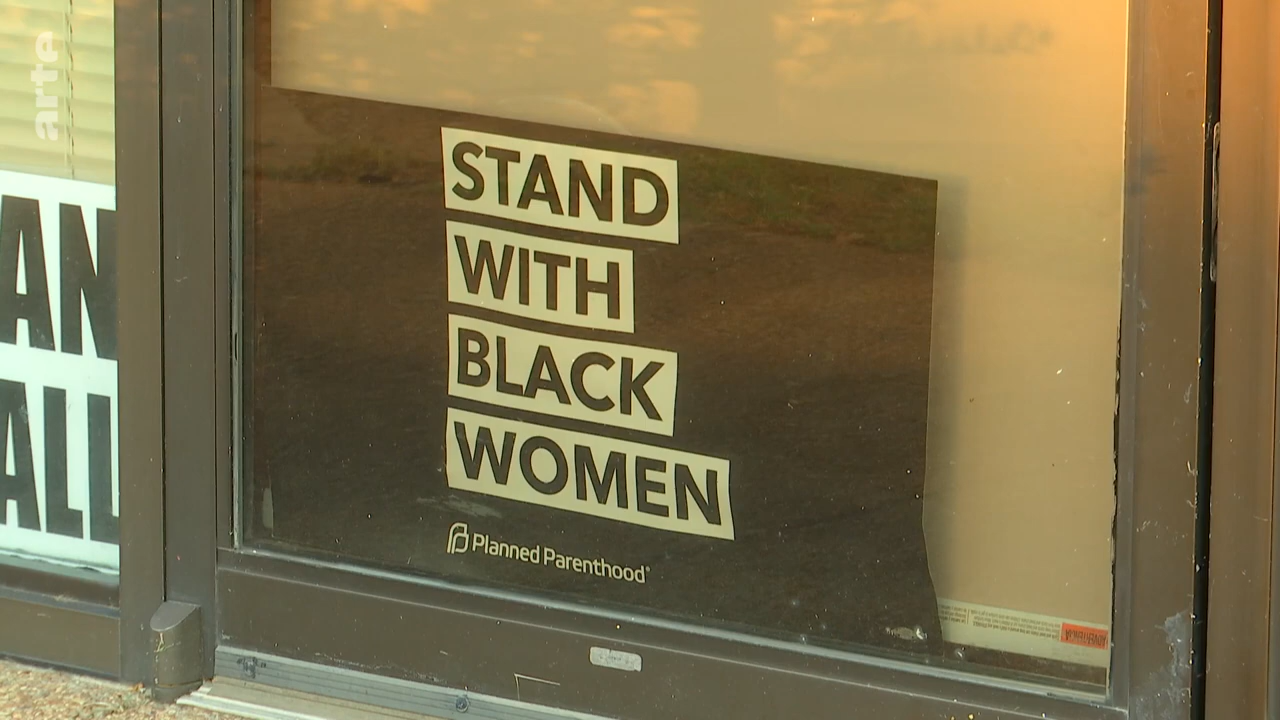 arte
AN
ALL
STAND
WITH
BLACK
WOMEN
Planned Parenthood®